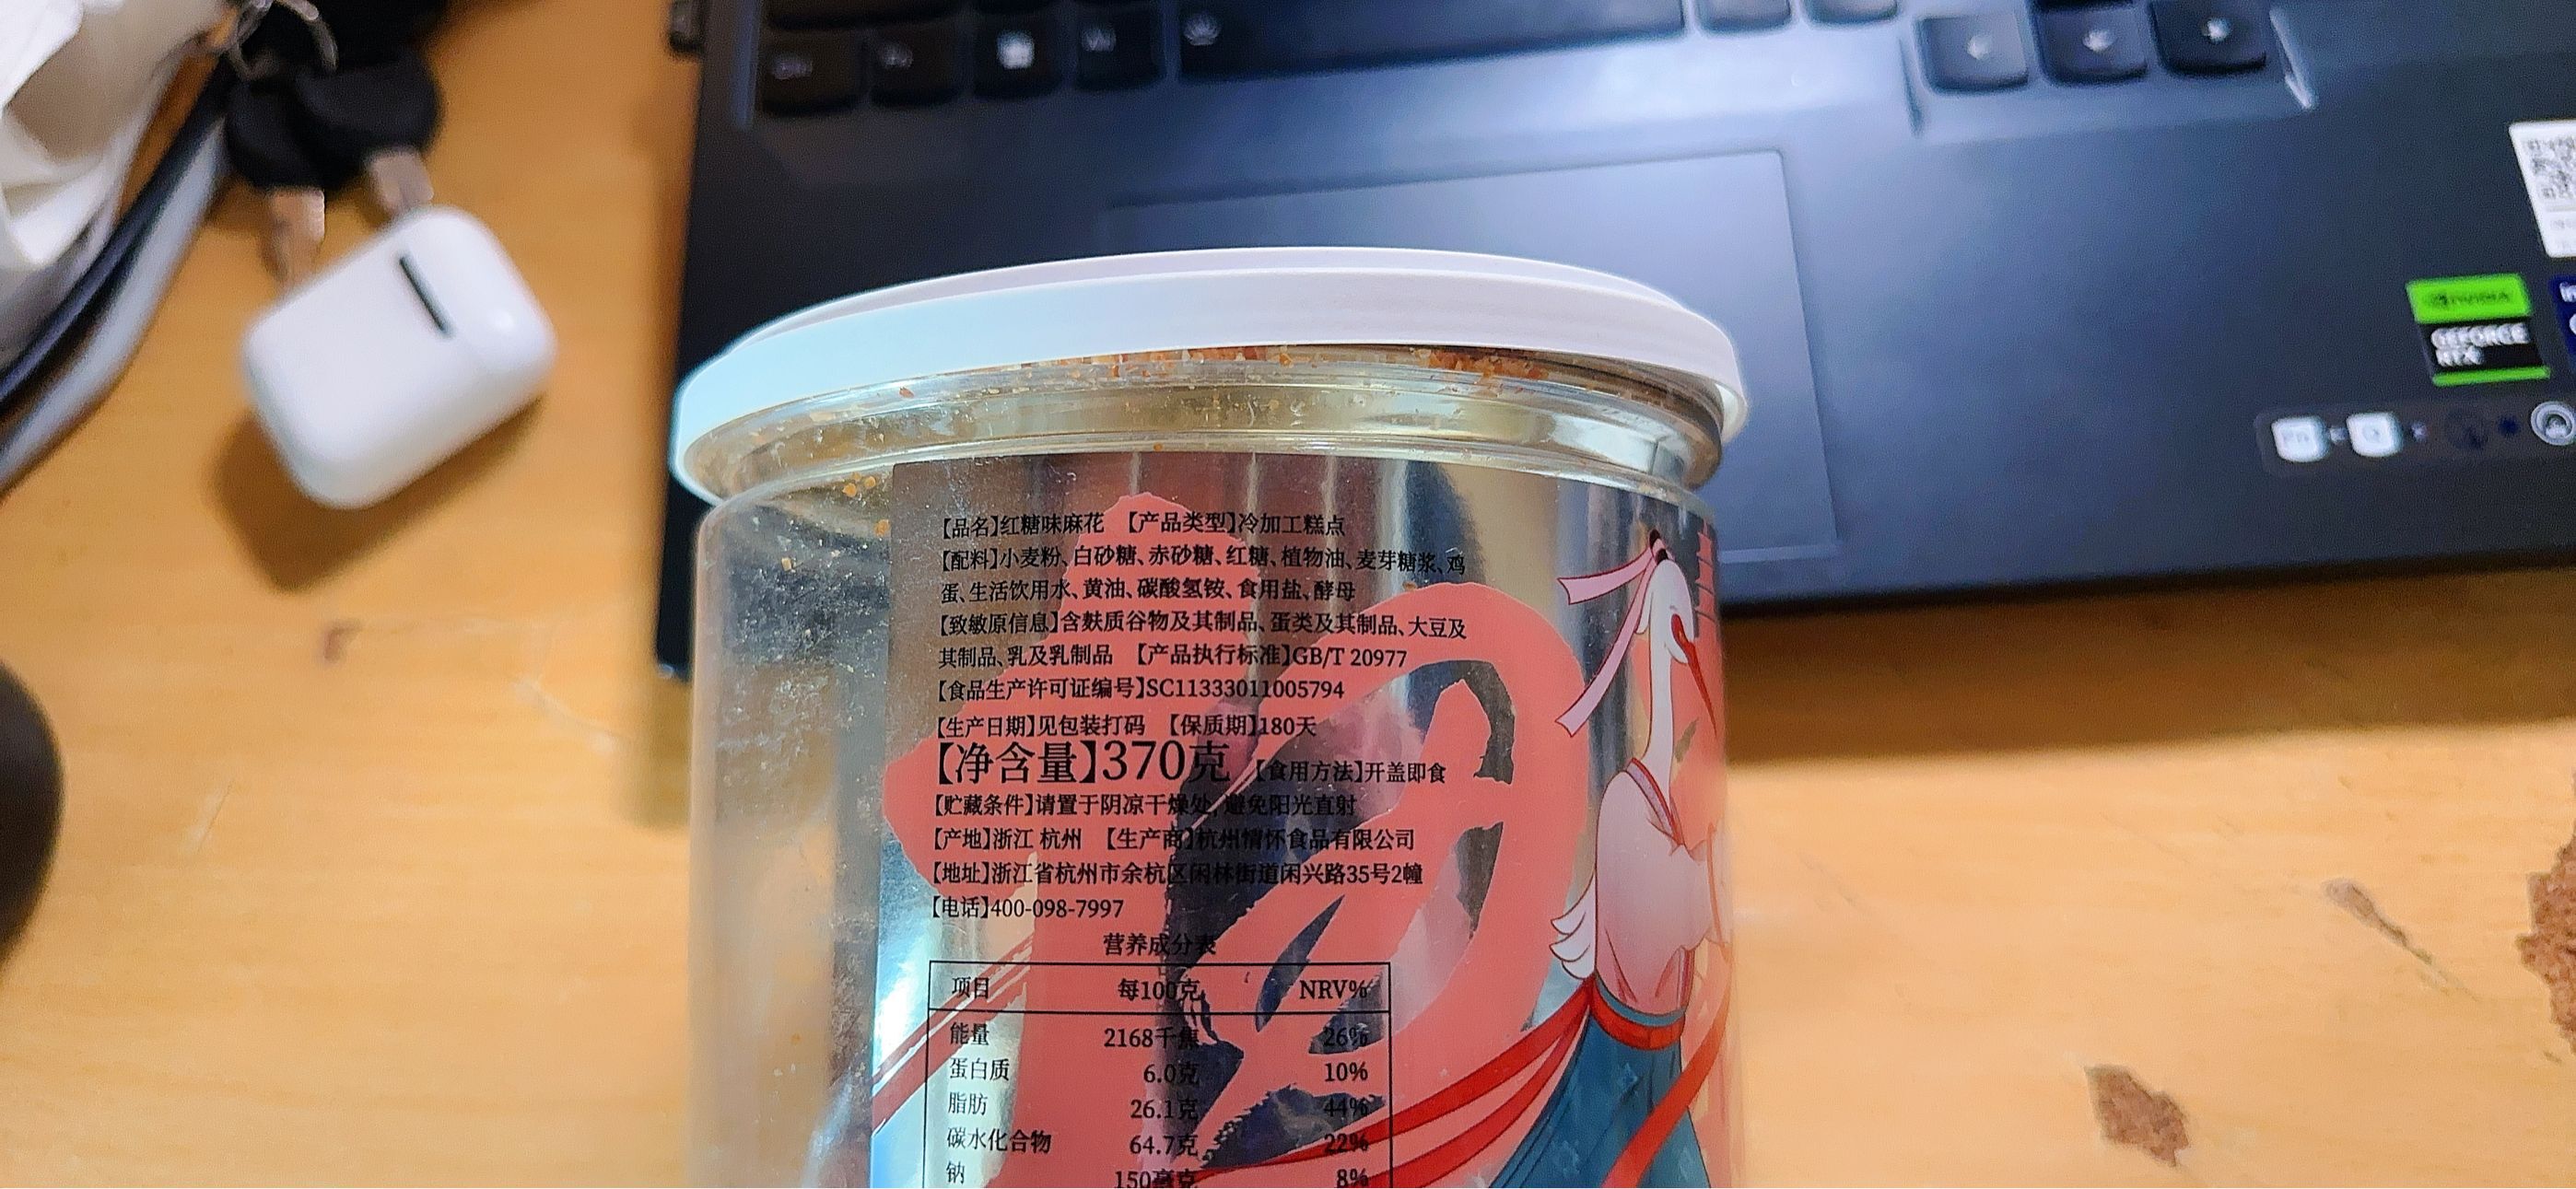 【品名】红糖味麻花 【产品类型】冷加工糕点
【配料】小麦粉、白砂糖、赤砂糖、红糖、植物油、麦芽糖浆、鸡
蛋、生活饮用水、黄油、碳酸氢铵、食用盐、酵母
【致敏原信息】含麸质谷物及其制品、蛋类及其制品、大豆及
其制品、乳及乳制品 【产品执行标准】GB/T 20977
【食品生产许可证编号】SC11333011005794
【生产日期】见包装打码 【保质期】180天
【净含量】370克 【食用方法】开盖即食
【贮藏条件】请置于阴凉干燥处,避免阳光直射
【产地】浙江 杭州 【生产商】杭州情怀食品有限公司
【地址】浙江省杭州市余杭区闲林街道闲兴路35号2幢
【电话】400-098-7997
营养成分表
项目 每100克 NRV%
能量 2168千焦 26%
蛋白质 6.0克 10%
脂肪 26.1克 44%
碳水化合物 64.7克 22%
钠 150毫克 8%
NVIDIA
GEFORCE
RTX